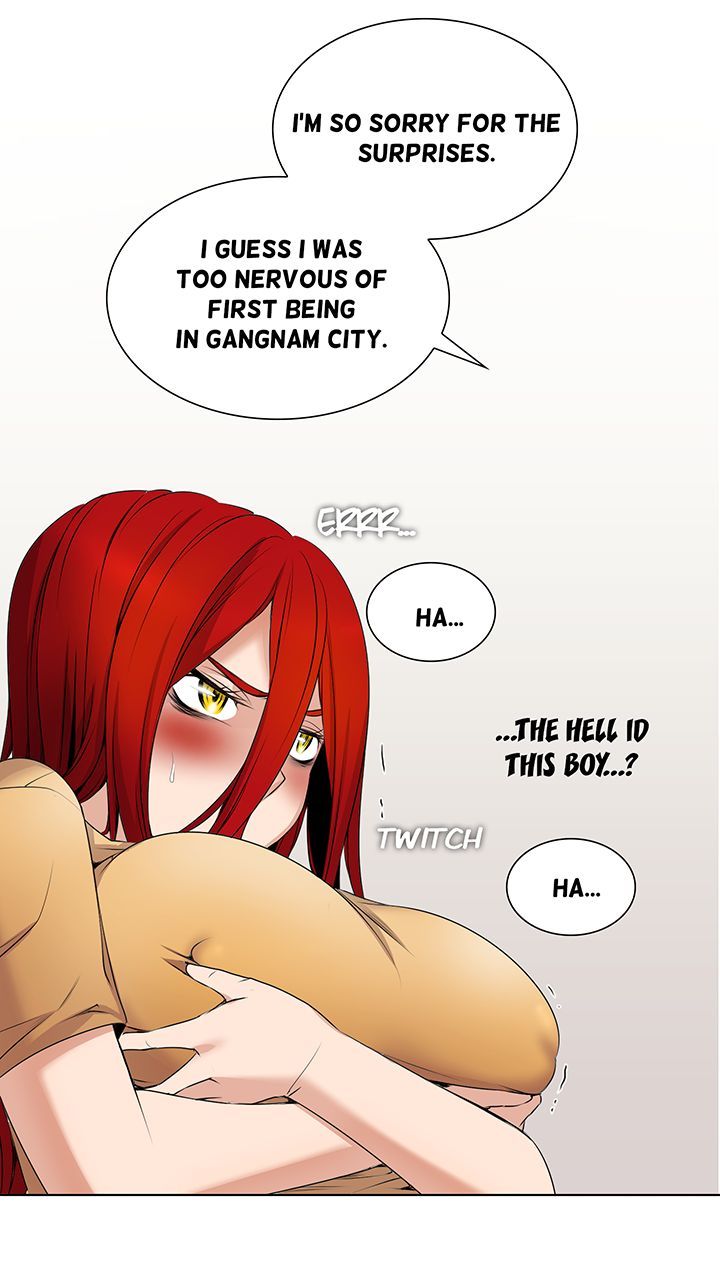 I'M SO SORRY FOR THE
SURPRISES.
I GUESS I WAS
TOO NERVOUS OF
FIRST BEING
IN GANGNAM CITY.
ERRR...
HA...
...THE HELL ID
THIS BOY...?
TWITCH
HA...